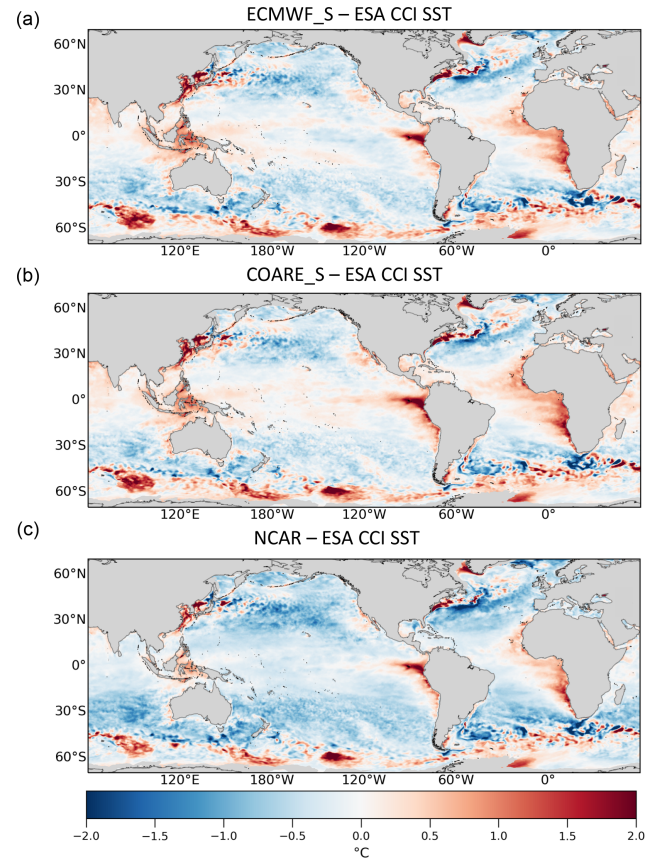 (a)
ECMWF_S – ESA CCI SST
60°N
30°N
0°
30°S
60°S
120°E 180°W 120°W 60°W 0°
(b)
COARE_S – ESA CCI SST
60°N
30°N
0°
30°S
60°S
120°E 180°W 120°W 60°W 0°
(c)
NCAR – ESA CCI SST
60°N
30°N
0°
30°S
60°S
120°E 180°W 120°W 60°W 0°
−2.0 −1.5 −1.0 −0.5 0.0 0.5 1.0 1.5 2.0
°C